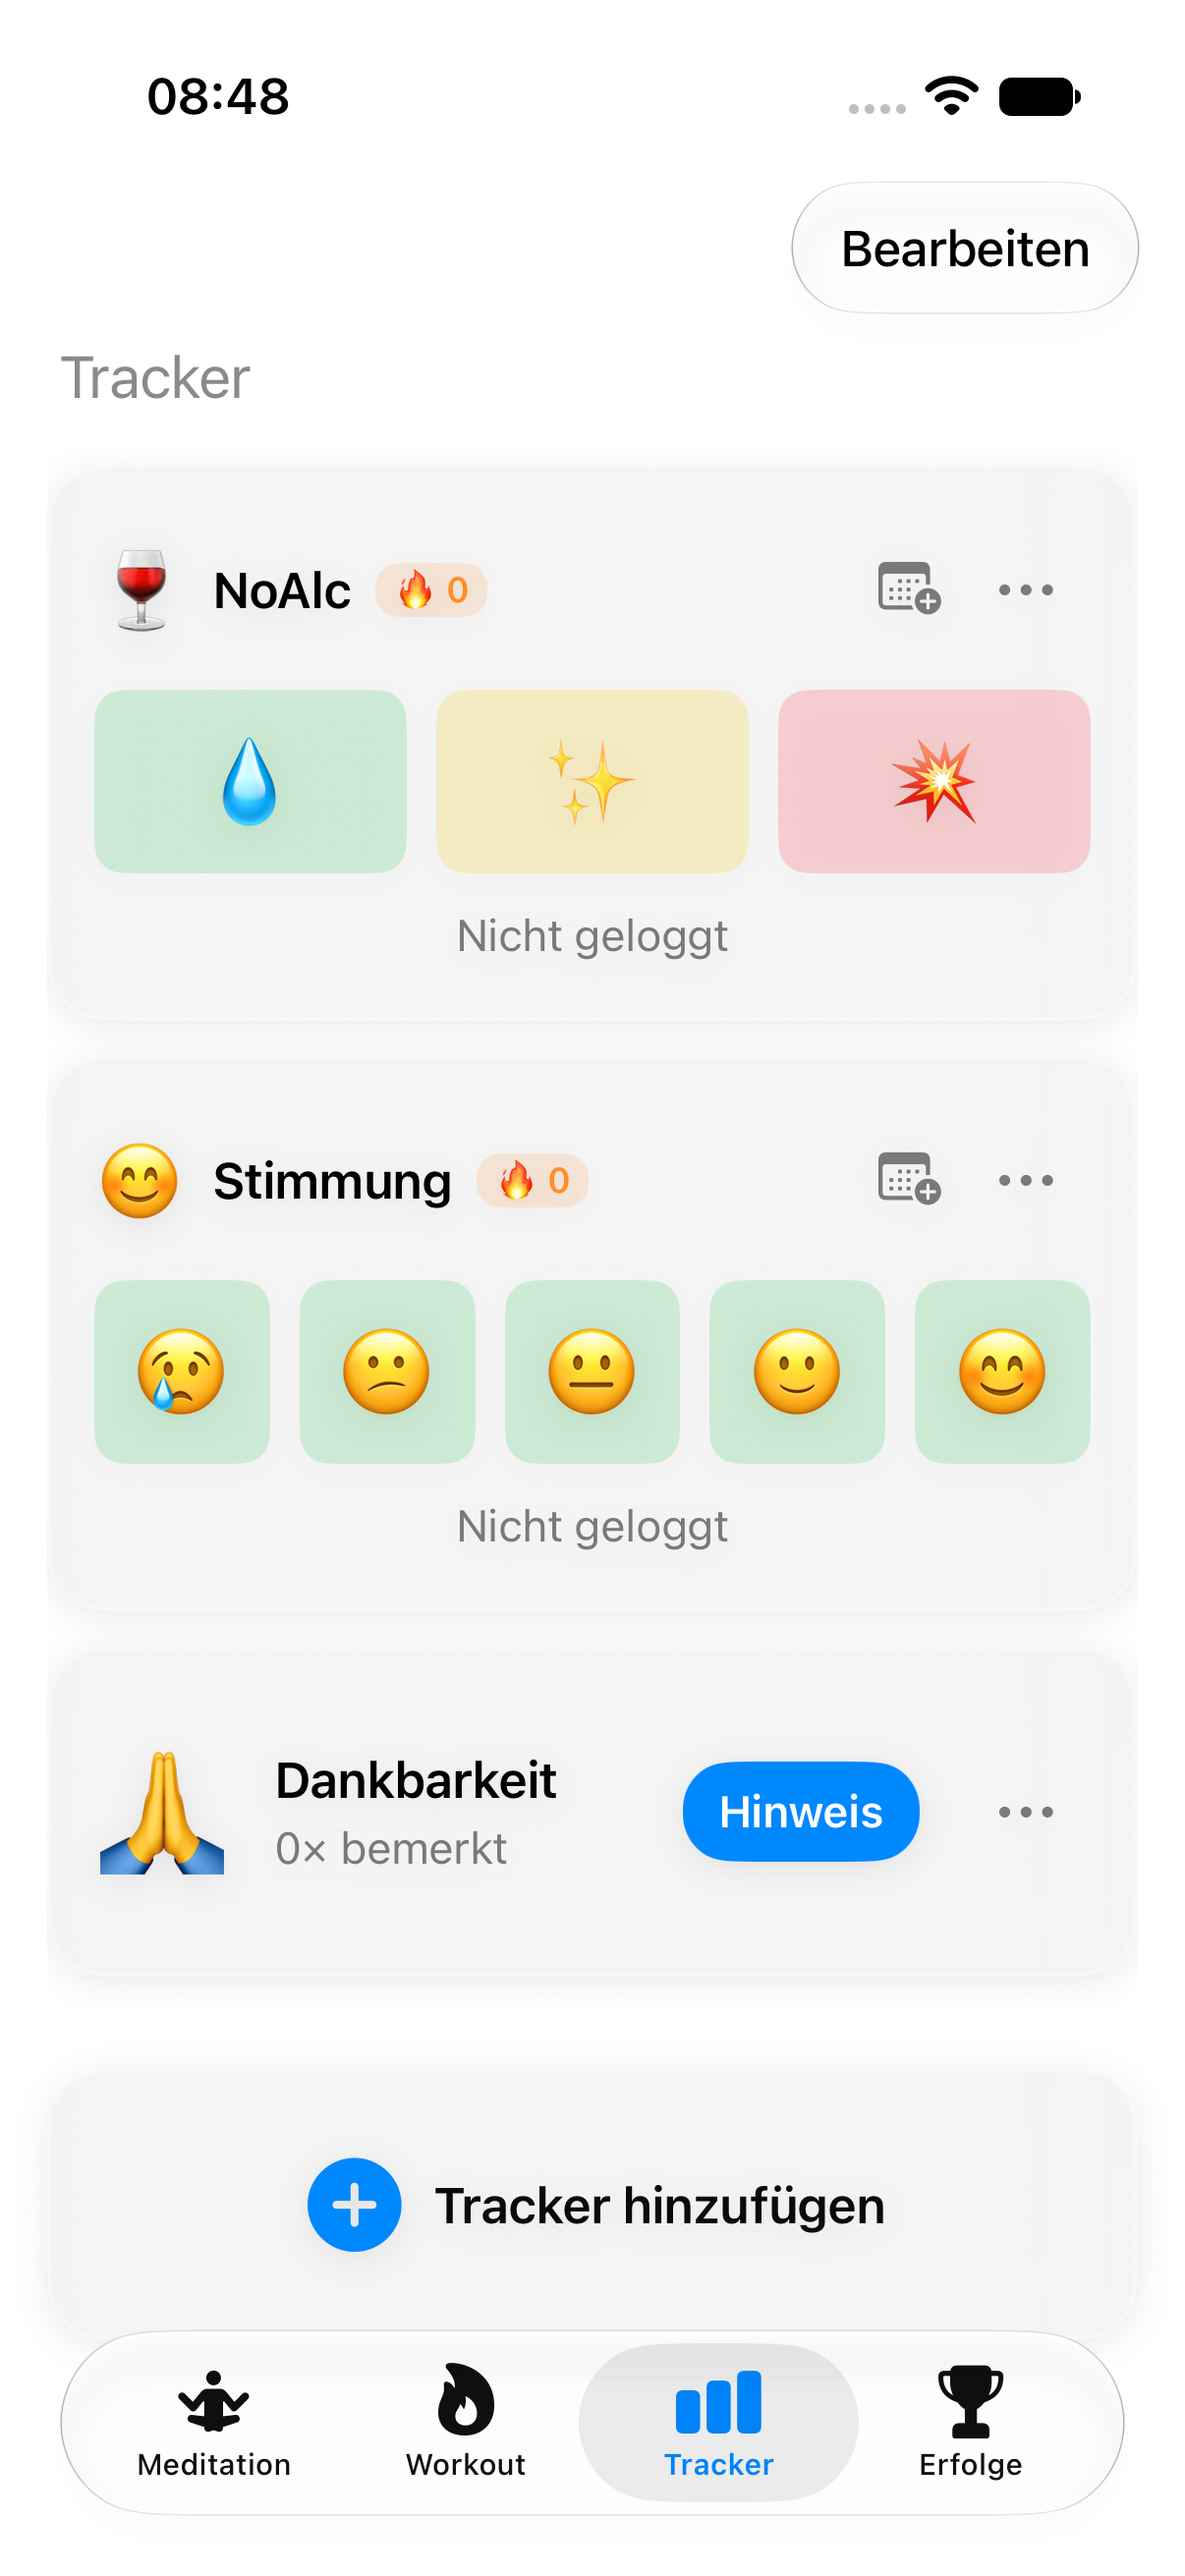 08:48
Bearbeiten
Tracker
NoAlc 🔥 0
Nicht geloggt
Stimmung 🔥 0
Nicht geloggt
Dankbarkeit
0× bemerkt
Hinweis
Tracker hinzufügen
Meditation Workout Tracker Erfolge